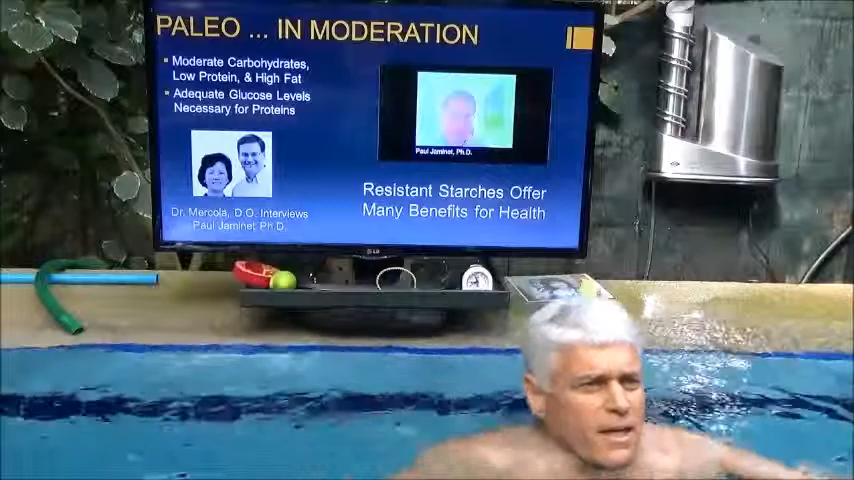 PALEO ... IN MODERATION
Moderate Carbohydrates,
Low Protein, & High Fat
Adequate Glucose Levels
Necessary for Proteins
Paul Jaminet, Ph.D.
Resistant Starches Offer
Many Benefits for Health
Dr. Mercola, D.O. Interviews
Paul Jaminet, Ph.D.
LG